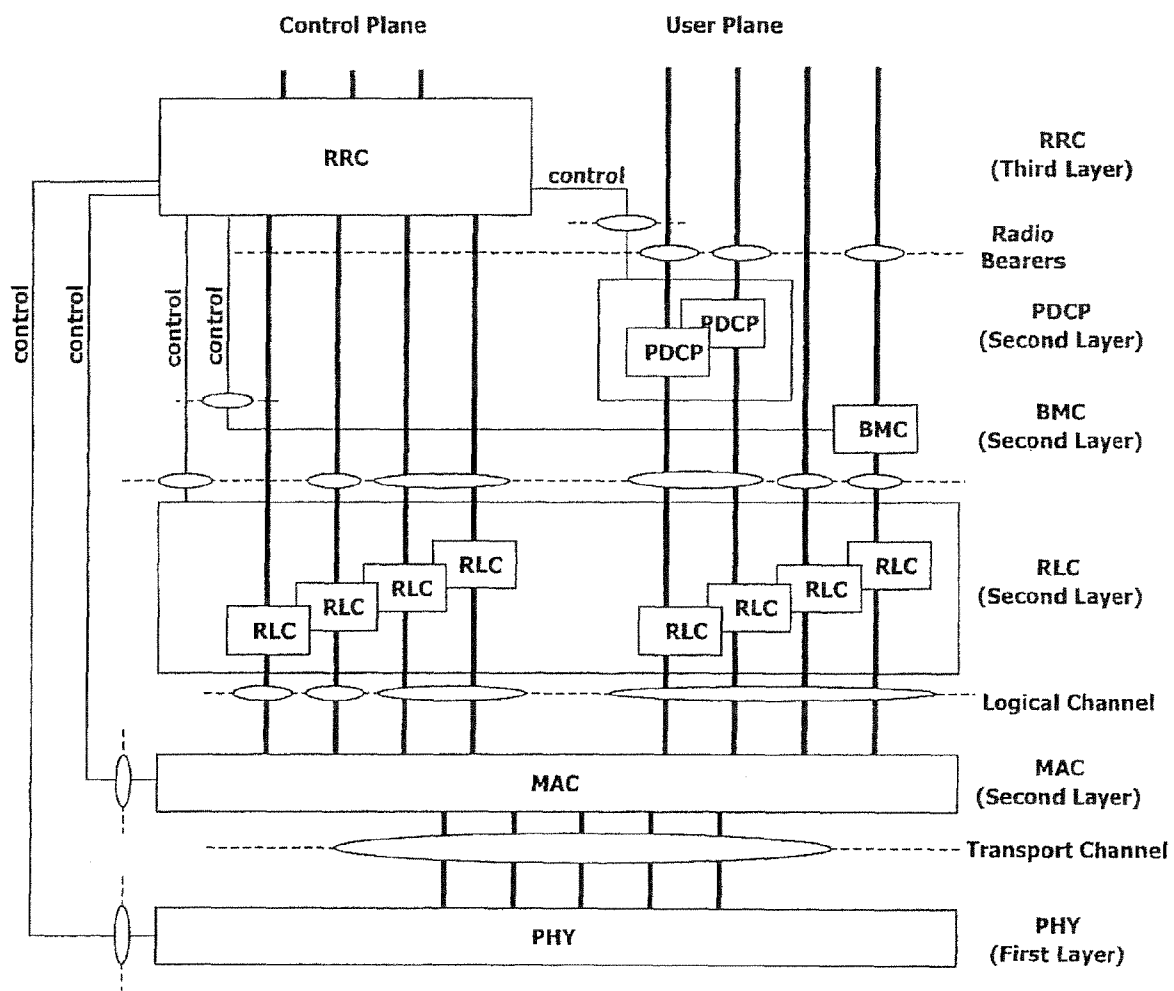 Control Plane
User Plane
RRC
RRC
(Third Layer)
control
Radio
Bearers
control
control
control
control
PDCP
PDCP
PDCP
(Second Layer)
BMC
BMC
(Second Layer)
RLC
RLC
RLC
RLC
RLC
RLC
RLC
RLC
RLC
(Second Layer)
Logical Channel
MAC
MAC
(Second Layer)
Transport Channel
PHY
PHY
(First Layer)